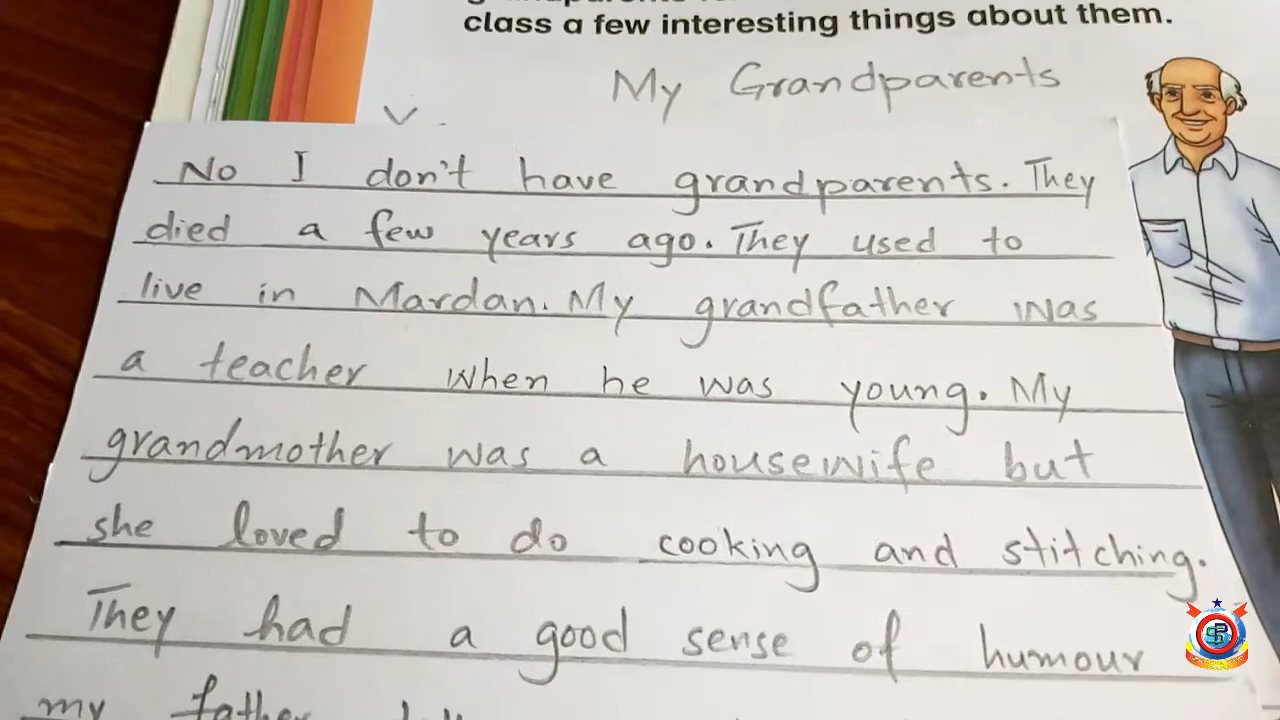 class a few interesting things about them.
My Grandparents
No I don't have grandparents. They
died a few years ago. They used to
live in Mardan. My grandfather was
a teacher when he was young. My
grandmother was a housewife but
she loved to do cooking and stitching.
They had a good sense of humour
my father